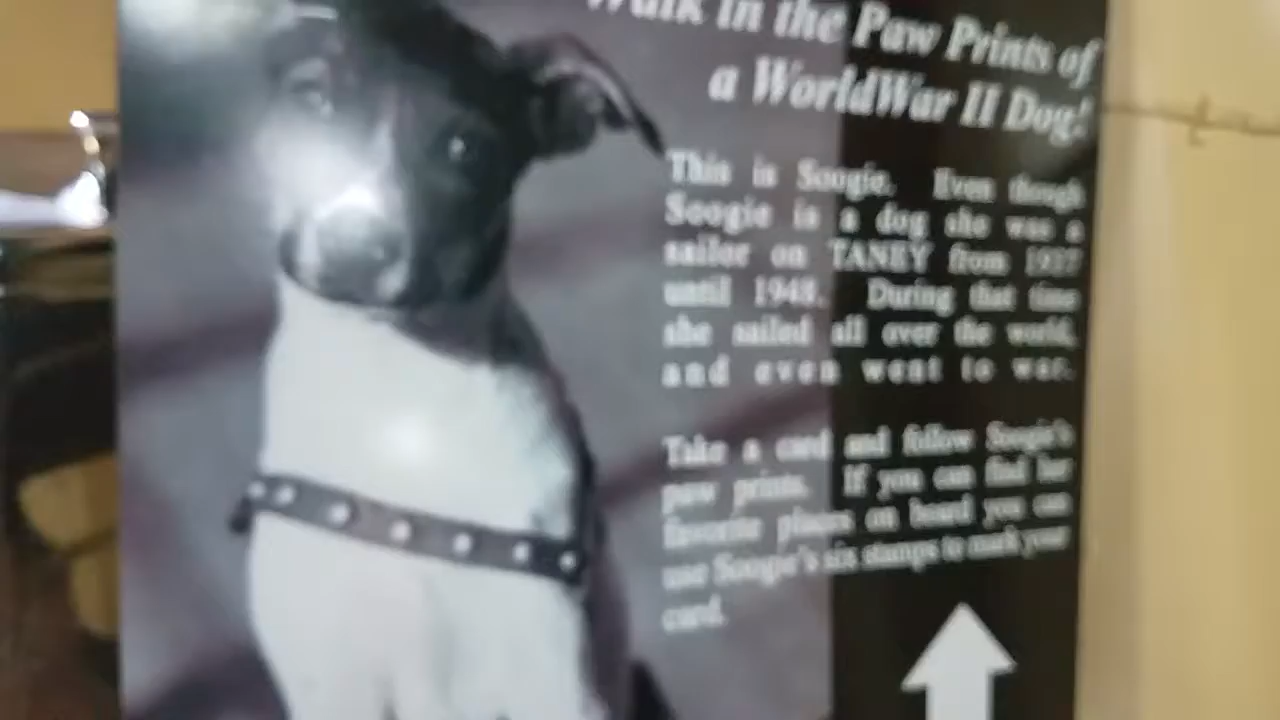 Walk in the Paw Prints of
a WorldWar II Dog!
This is Soogie. Even though
Soogie is a dog she was a
sailor on TANEY from 1937
until 1948. During that time
she sailed all over the world,
and even went to war.
Take a card and follow Soogie's
paw prints. If you can find her
favorite places on board you can
use Soogie's six stamps to mark your
card.